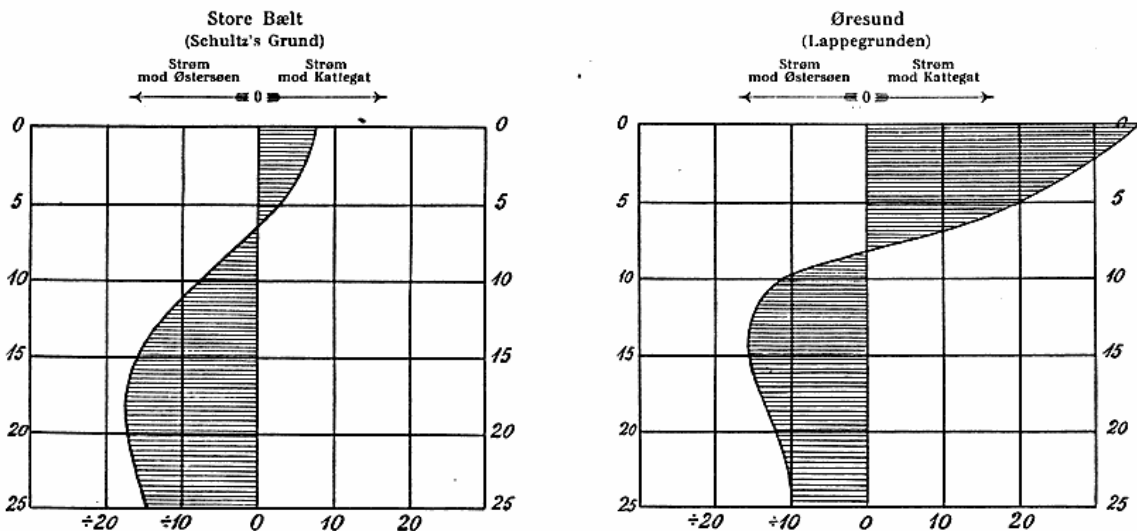 Store Bælt
(Schultz's Grund)
Strøm mod Østersøen
Strøm mod Kattegat
0
0 0
5 5
10 10
15 15
20 20
25 25
÷20 ÷10 0 10 20
Øresund
(Lappegrunden)
Strøm mod Østersøen
Strøm mod Kattegat
0
0 0
5 5
10 10
15 15
20 20
25 25
÷20 ÷10 0 10 20